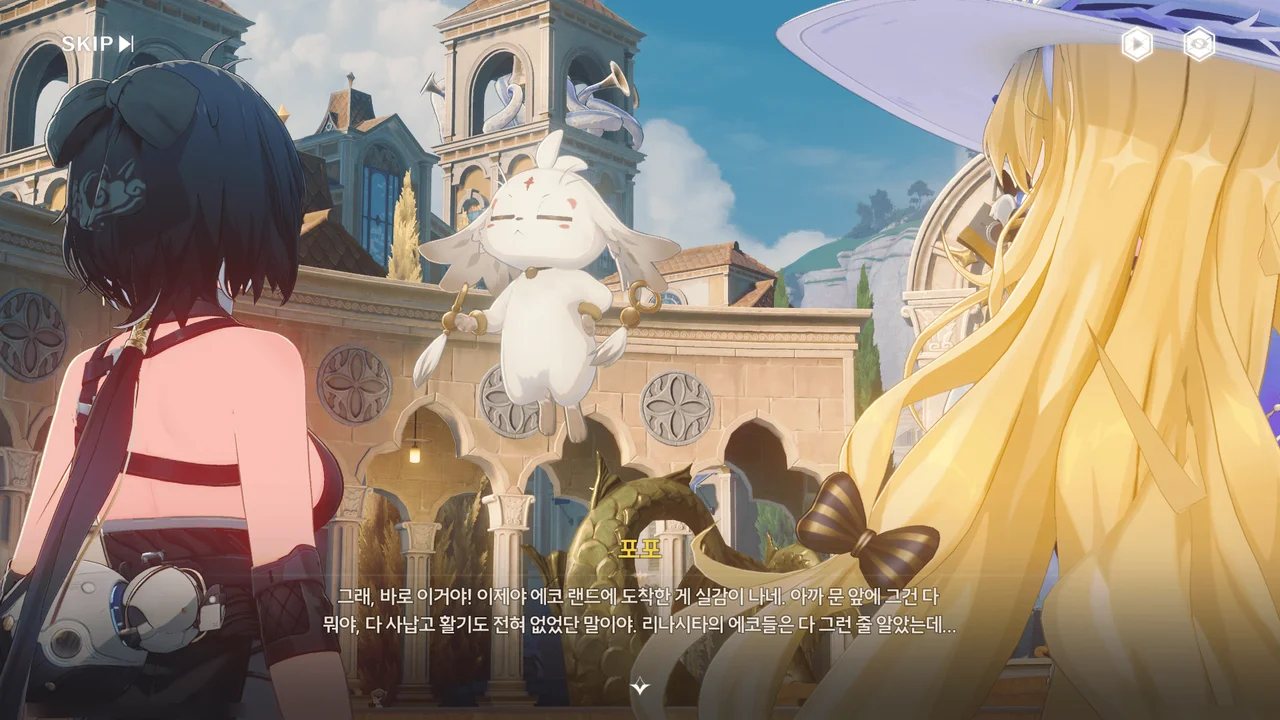 SKIP
포포
그래, 바로 이거야! 이제야 에코 랜드에 도착한 게 실감이 나네. 아까 문 앞에 그건 다
뭐야, 다 사납고 활기도 전혀 없었단 말이야. 리나시타의 에코들은 다 그런 줄 알았는데...